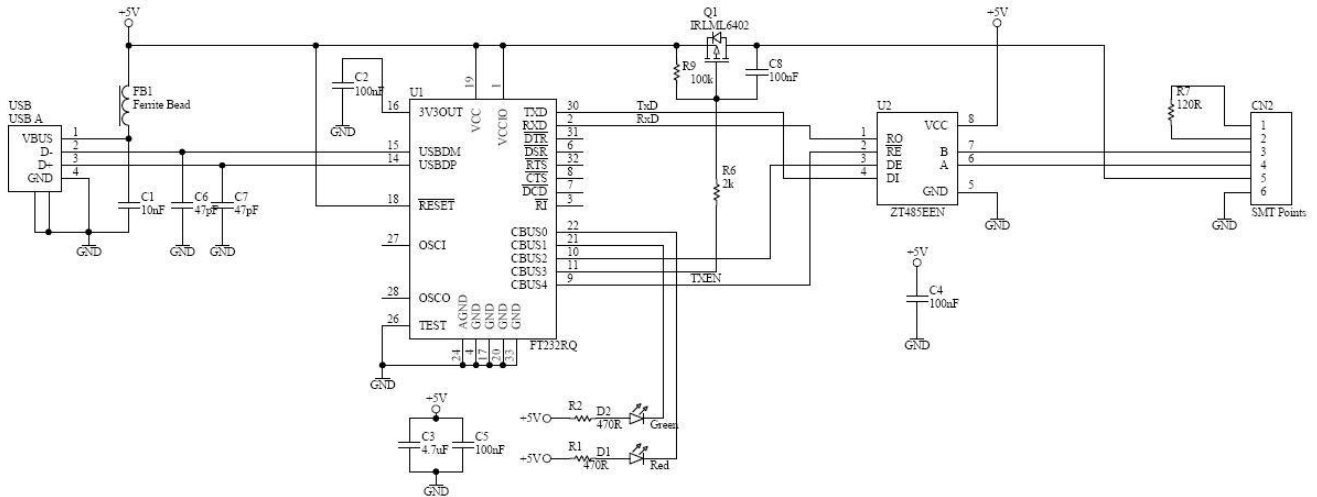 +5V
Q1
IRLML6402
+5V
FB1
Ferrite Bead
C2
100nF
GND
R9
100k
C8
100nF
R7
120R
CN2
1
2
3
4
5
6
SMT Points
USB
USB A
VBUS
D-
D+
GND
1
2
3
4
C1
10nF
C6
47pF
C7
47pF
GND
GND
GND
U1
19
1
VCC
VCCIO
16
3V3OUT
15
USBDM
14
USBDP
18
RESET
27
OSCI
28
OSCO
26
TEST
TXD
30
TxD
RXD
2
RxD
DTR
31
DSR
6
RTS
32
CTS
8
DCD
7
RI
3
CBUS0
22
CBUS1
21
CBUS2
10
CBUS3
11
CBUS4
9
TXEN
AGND
GND
GND
GND
GND
24
4
17
20
33
FT232RQ
GND
R6
2k
U2
1
RO
2
RE
3
DE
4
DI
VCC
8
B
7
A
6
GND
5
ZT485EEN
GND
GND
+5V
C4
100nF
GND
+5V
C3
4.7uF
C5
100nF
GND
+5V
R2
470R
D2
Green
+5V
R1
470R
D1
Red